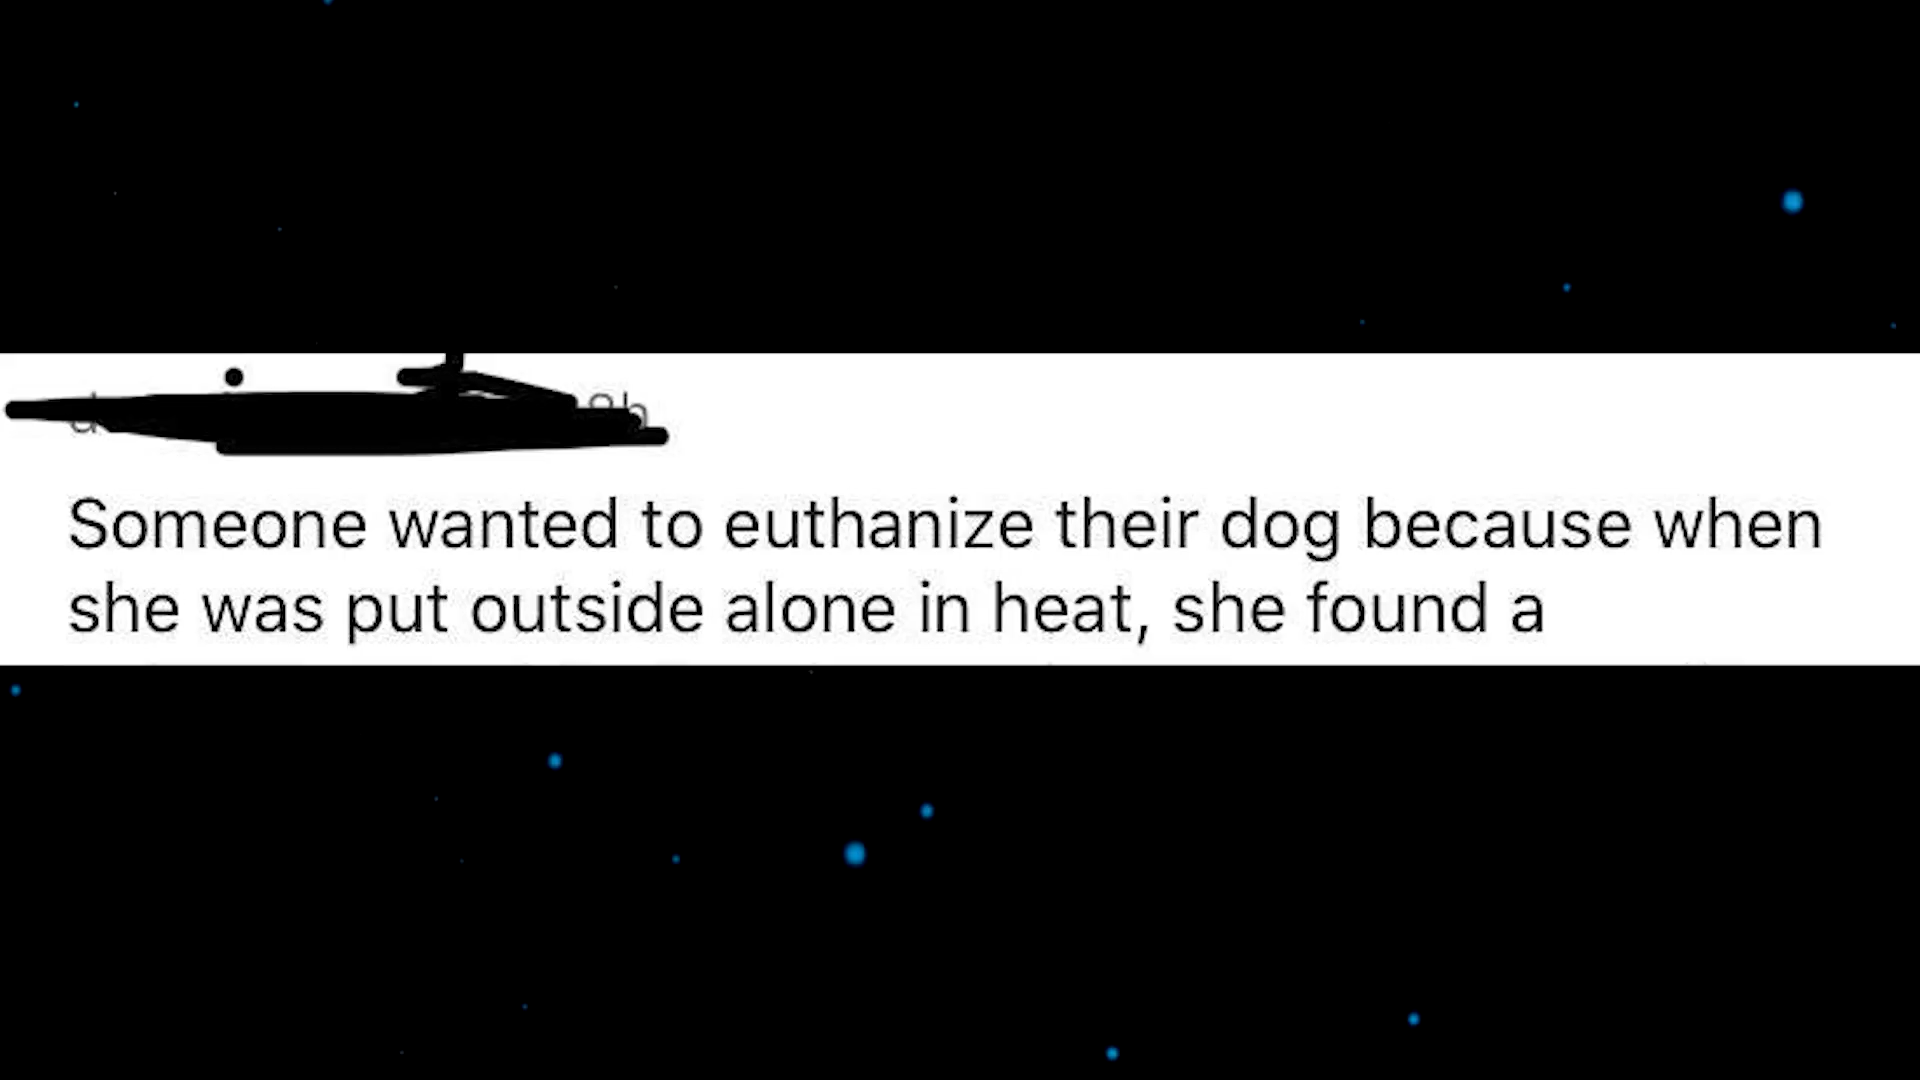 Someone wanted to euthanize their dog because when
she was put outside alone in heat, she found a